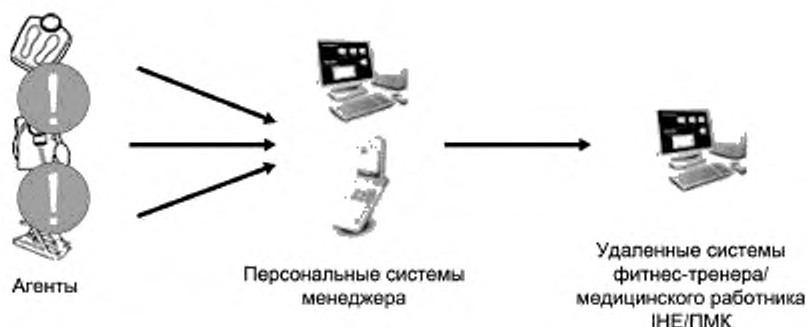 Агенты
Персональные системы
менеджера
Удаленные системы
фитнес-тренера/
медицинского работника
IHE/ПМК